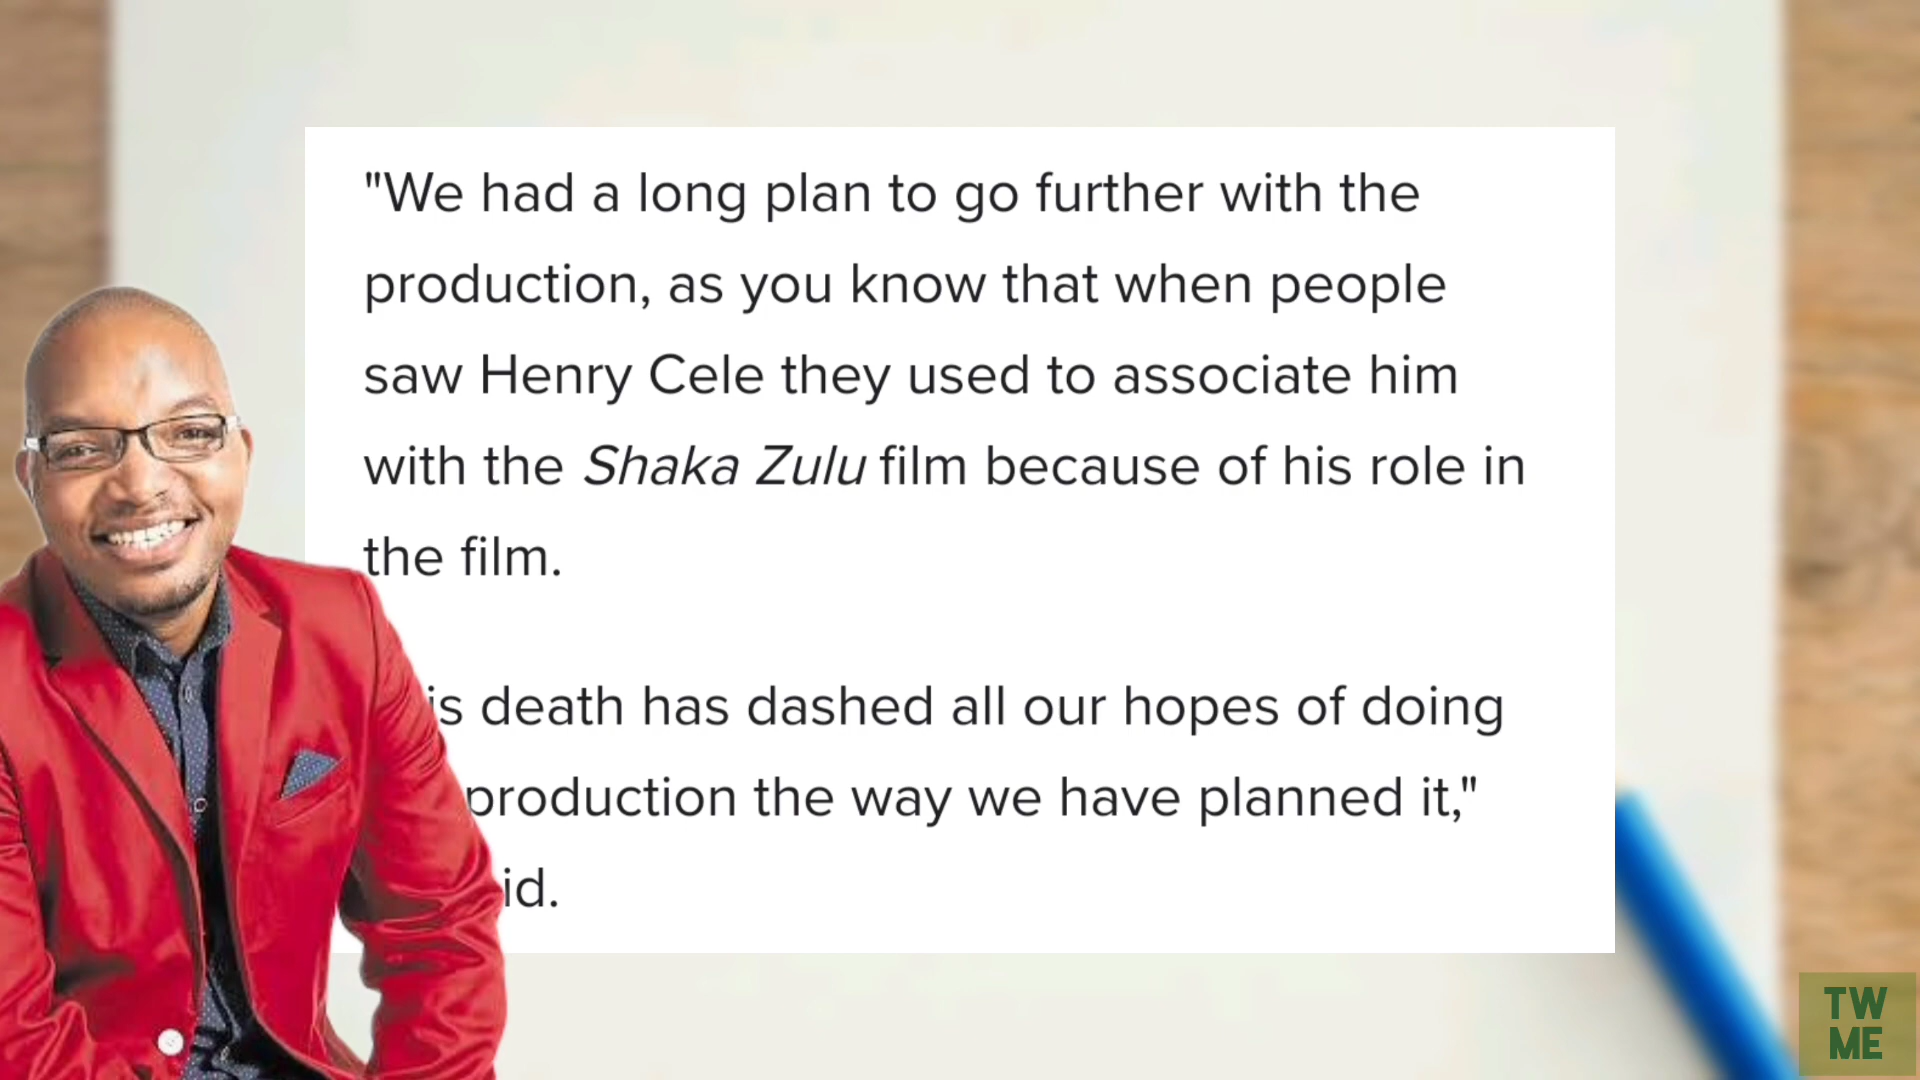 "We had a long plan to go further with the
production, as you know that when people
saw Henry Cele they used to associate him
with the Shaka Zulu film because of his role in
the film.
death has dashed all our hopes of doing
production the way we have planned it,"
TW
ME